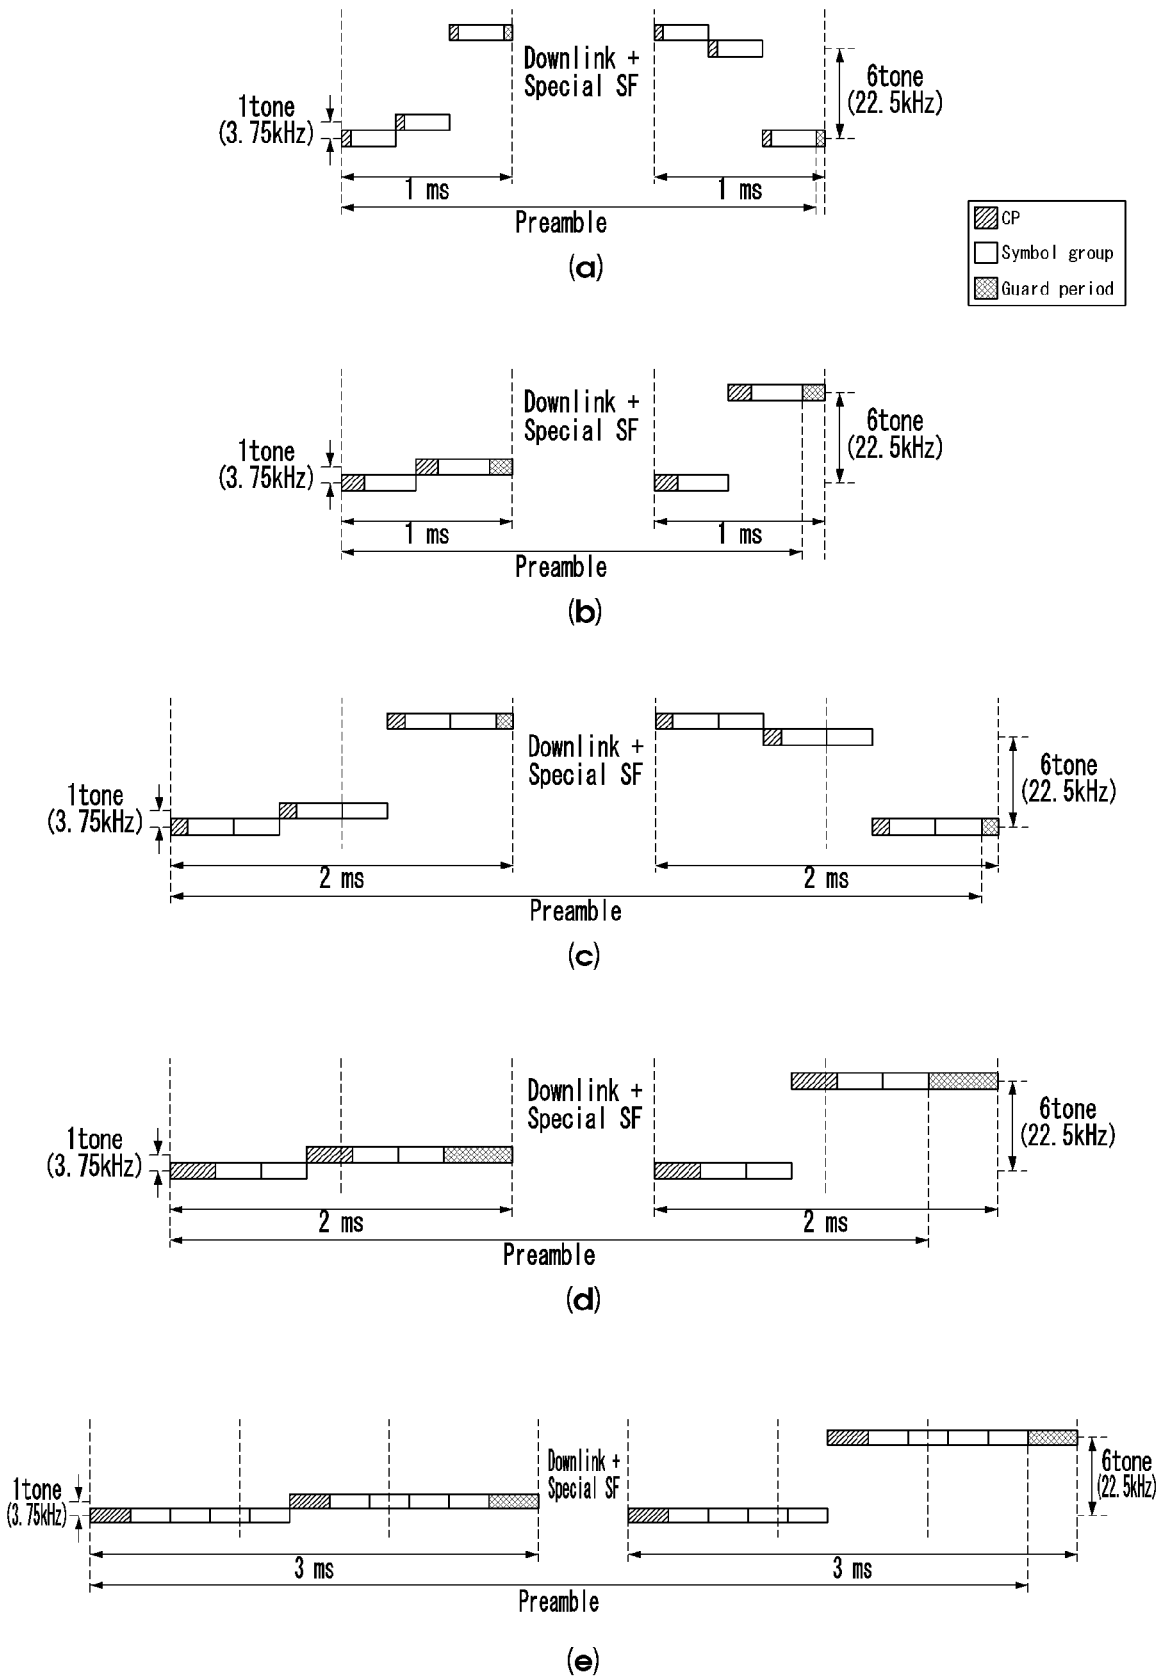 Downlink +
Special SF
1tone
(3.75kHz)
6tone
(22.5kHz)
1 ms
1 ms
Preamble
(a)
CP
Symbol group
Guard period
Downlink +
Special SF
1tone
(3.75kHz)
6tone
(22.5kHz)
1 ms
1 ms
Preamble
(b)
Downlink +
Special SF
1tone
(3.75kHz)
6tone
(22.5kHz)
2 ms
2 ms
Preamble
(c)
Downlink +
Special SF
1tone
(3.75kHz)
6tone
(22.5kHz)
2 ms
2 ms
Preamble
(d)
Downlink +
Special SF
1tone
(3.75kHz)
6tone
(22.5kHz)
3 ms
3 ms
Preamble
(e)